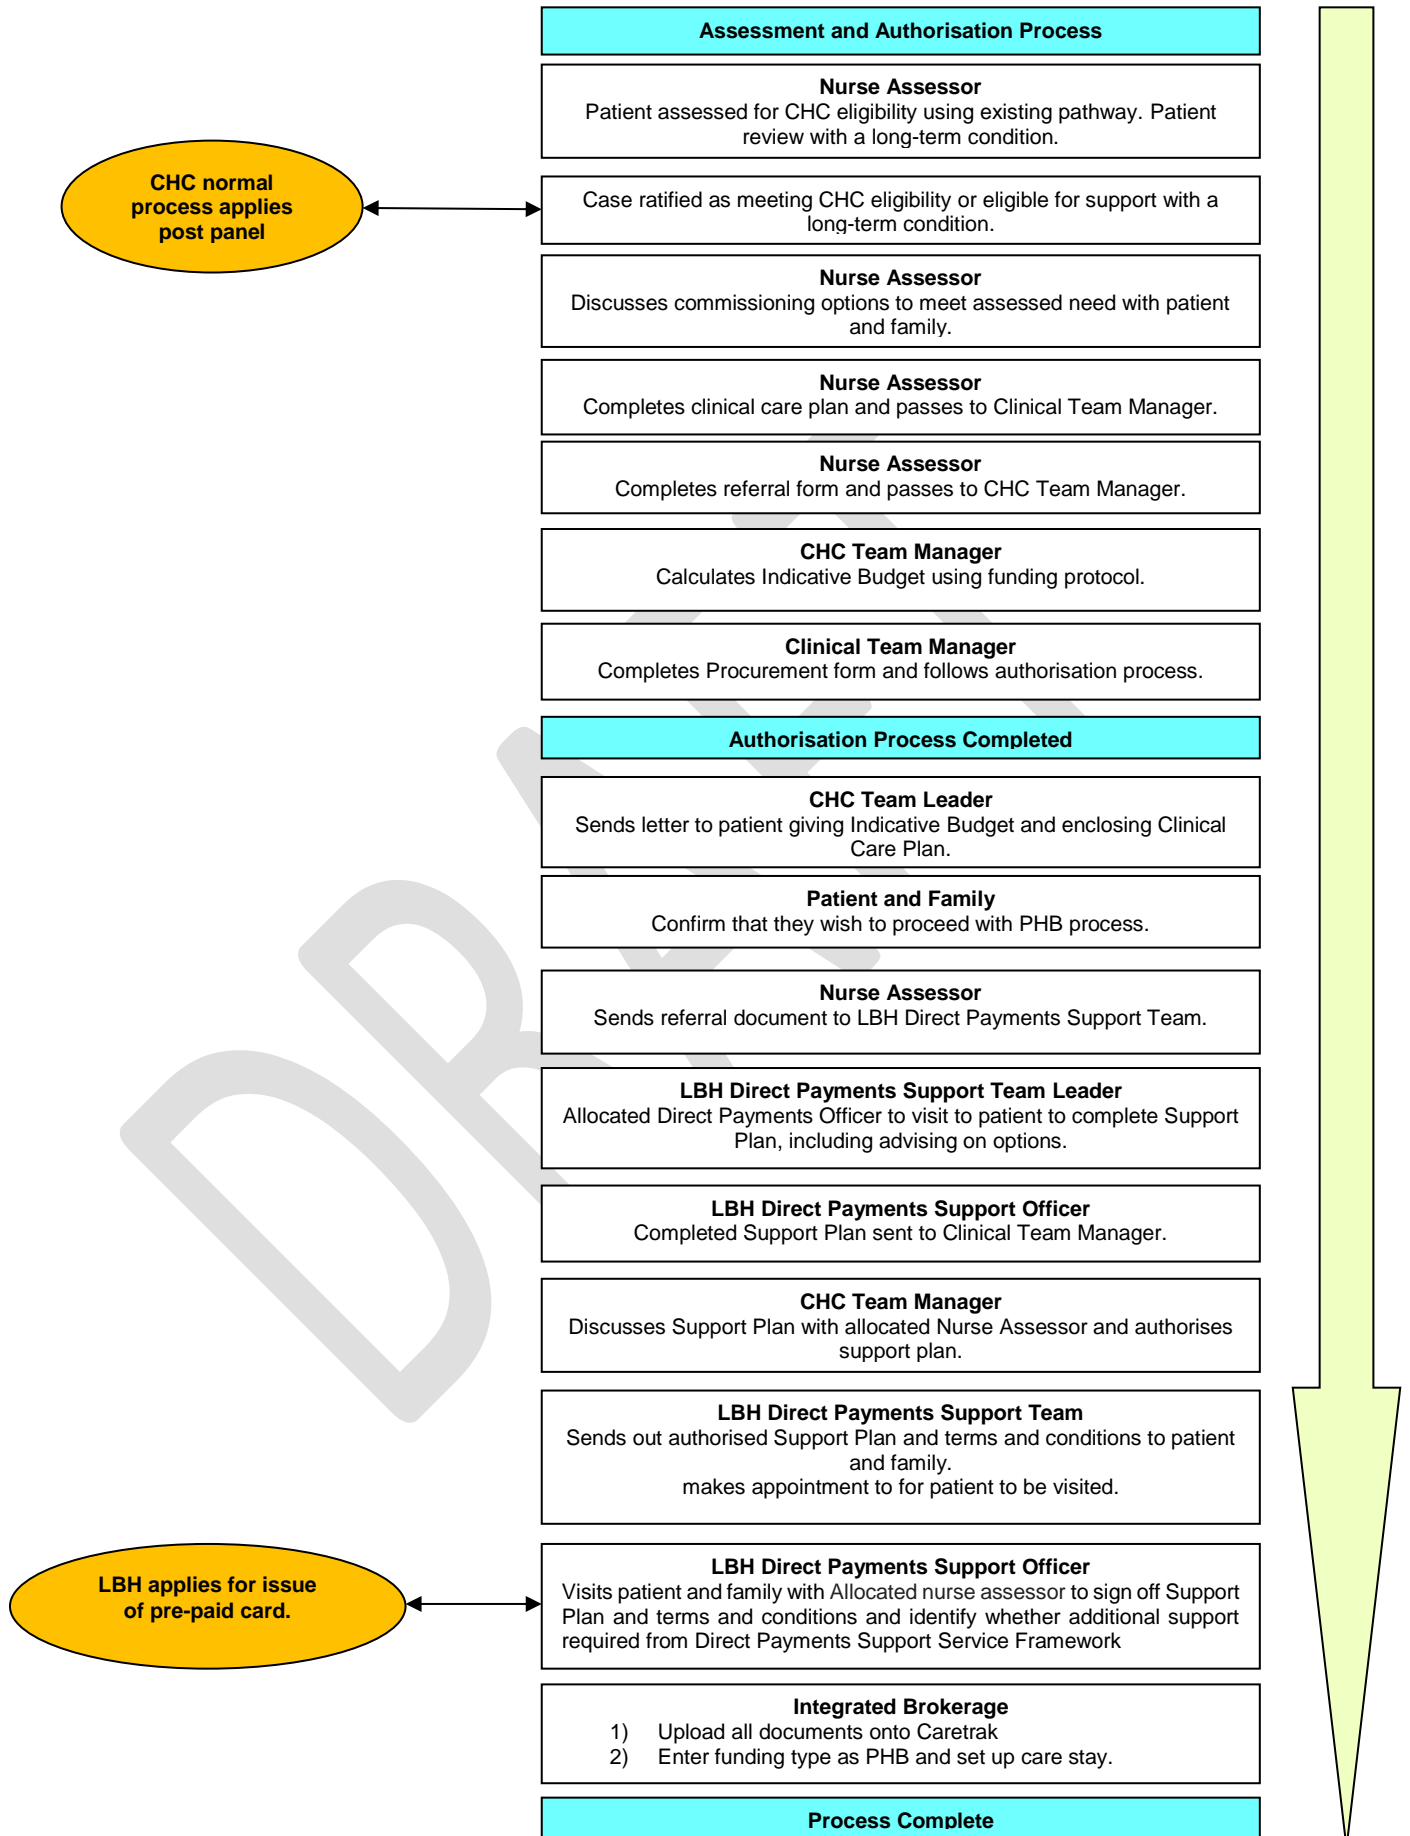 Assessment and Authorisation Process
Nurse Assessor
Patient assessed for CHC eligibility using existing pathway. Patient
review with a long-term condition.
CHC normal
process applies
post panel
Case ratified as meeting CHC eligibility or eligible for support with a
long-term condition.
Nurse Assessor
Discusses commissioning options to meet assessed need with patient
and family.
Nurse Assessor
Completes clinical care plan and passes to Clinical Team Manager.
Nurse Assessor
Completes referral form and passes to CHC Team Manager.
CHC Team Manager
Calculates Indicative Budget using funding protocol.
Clinical Team Manager
Completes Procurement form and follows authorisation process.
Authorisation Process Completed
CHC Team Leader
Sends letter to patient giving Indicative Budget and enclosing Clinical
Care Plan.
Patient and Family
Confirm that they wish to proceed with PHB process.
Nurse Assessor
Sends referral document to LBH Direct Payments Support Team.
LBH Direct Payments Support Team Leader
Allocated Direct Payments Officer to visit to patient to complete Support
Plan, including advising on options.
LBH Direct Payments Support Officer
Completed Support Plan sent to Clinical Team Manager.
CHC Team Manager
Discusses Support Plan with allocated Nurse Assessor and authorises
support plan.
LBH Direct Payments Support Team
Sends out authorised Support Plan and terms and conditions to patient
and family.
makes appointment to for patient to be visited.
LBH applies for issue
of pre-paid card.
LBH Direct Payments Support Officer
Visits patient and family with Allocated nurse assessor to sign off Support
Plan and terms and conditions and identify whether additional support
required from Direct Payments Support Service Framework
Integrated Brokerage
1) Upload all documents onto Caretrak
2) Enter funding type as PHB and set up care stay.
Process Complete
DRAFT